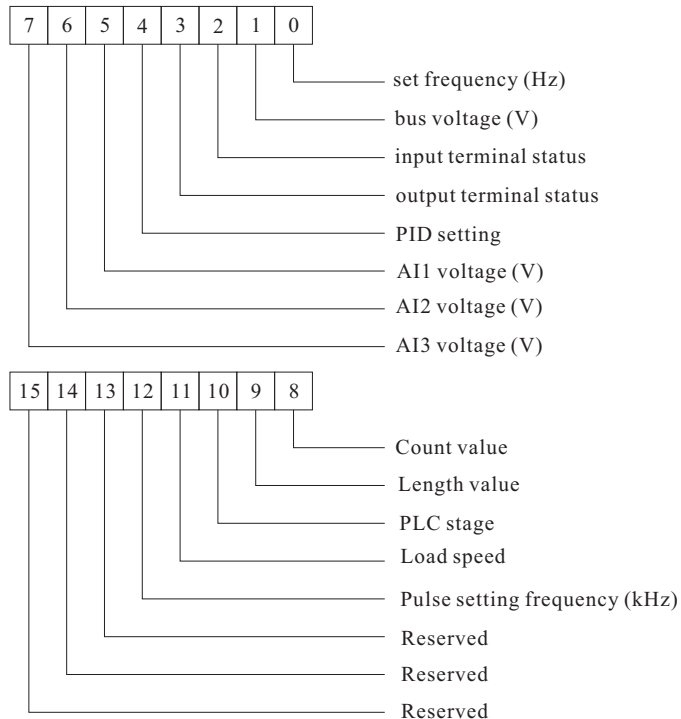 7 6 5 4 3 2 1 0
set frequency (Hz)
bus voltage (V)
input terminal status
output terminal status
PID setting
AI1 voltage (V)
AI2 voltage (V)
AI3 voltage (V)
15 14 13 12 11 10 9 8
Count value
Length value
PLC stage
Load speed
Pulse setting frequency (kHz)
Reserved
Reserved
Reserved